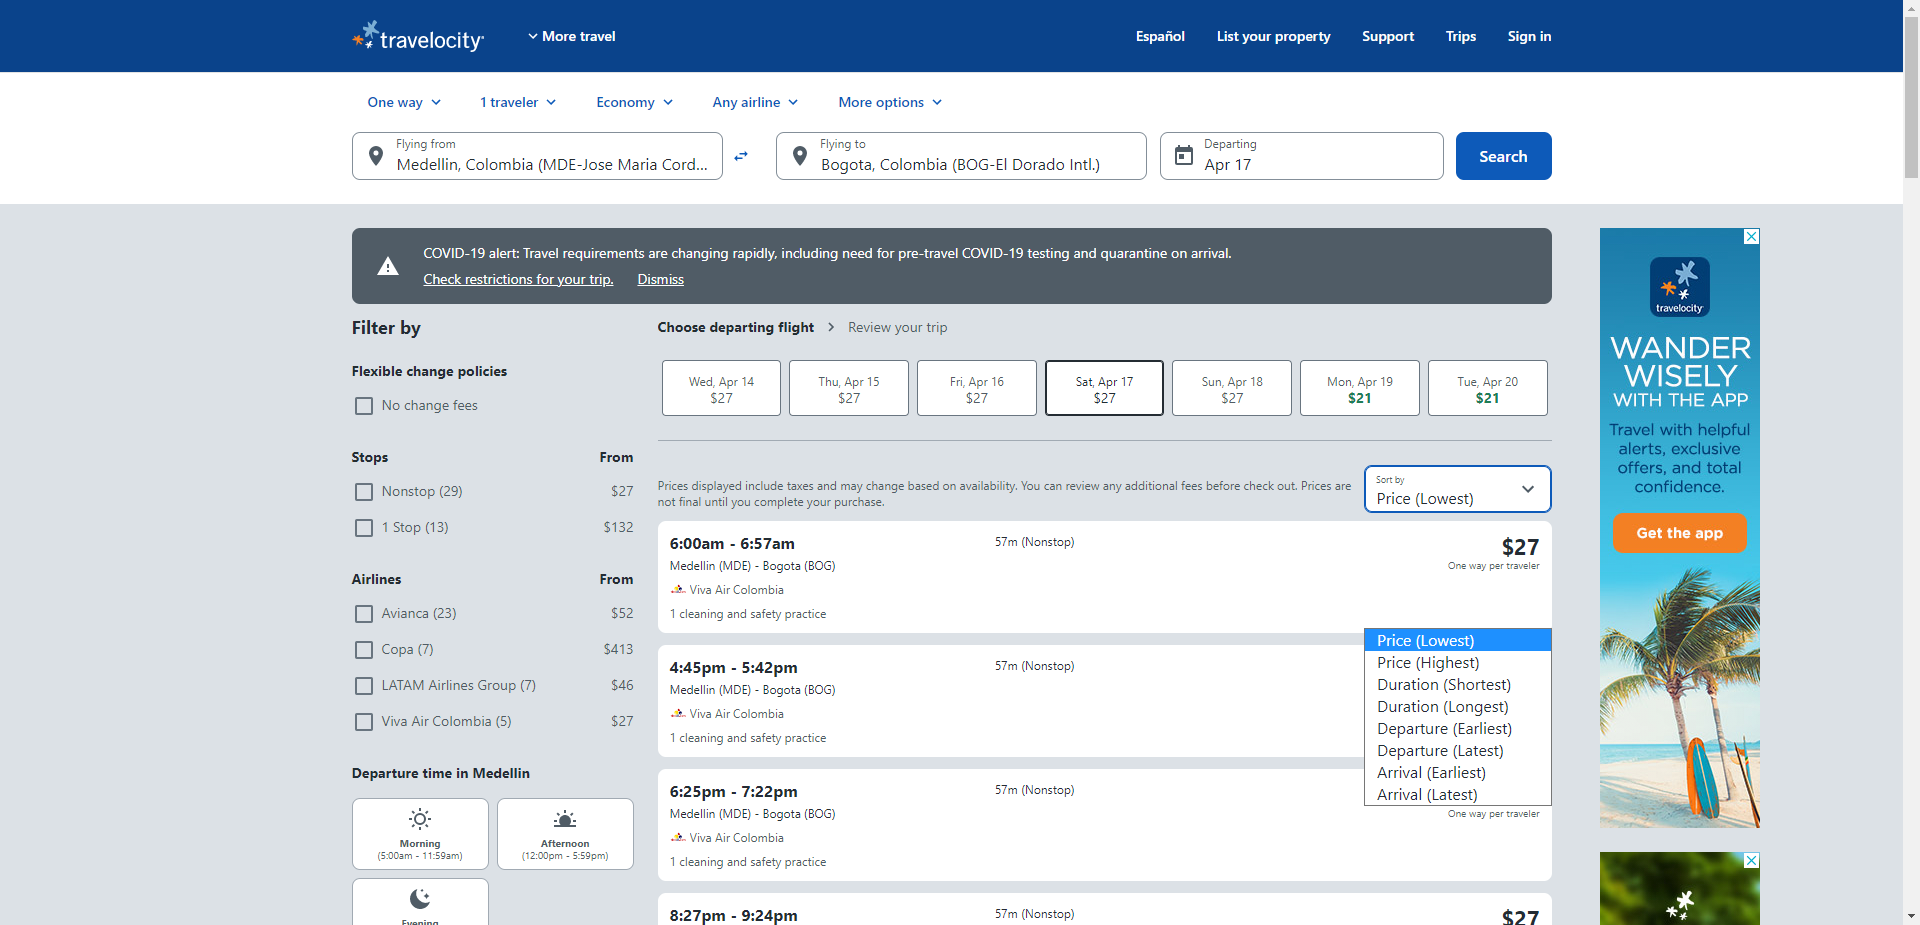 travelocity
More travel
Español
List your property
Support
Trips
Sign in
One way
1 traveler
Economy
Any airline
More options
Flying from
Medellin, Colombia (MDE-Jose Maria Cord...
Flying to
Bogota, Colombia (BOG-El Dorado Intl.)
Departing
Apr 17
Search
COVID-19 alert: Travel requirements are changing rapidly, including need for pre-travel COVID-19 testing and quarantine on arrival.
Check restrictions for your trip.
Dismiss
Filter by
Flexible change policies
No change fees
Stops From
Nonstop (29) $27
1 Stop (13) $132
Airlines From
Avianca (23) $52
Copa (7) $413
LATAM Airlines Group (7) $46
Viva Air Colombia (5) $27
Departure time in Medellin
Morning
(5:00am - 11:59am)
Afternoon
(12:00pm - 5:59pm)
Evening
Choose departing flight
Review your trip
Wed, Apr 14
$27
Thu, Apr 15
$27
Fri, Apr 16
$27
Sat, Apr 17
$27
Sun, Apr 18
$27
Mon, Apr 19
$21
Tue, Apr 20
$21
Prices displayed include taxes and may change based on availability. You can review any additional fees before check out. Prices are
not final until you complete your purchase.
Sort by
Price (Lowest)
6:00am - 6:57am
57m (Nonstop)
$27
Medellin (MDE) - Bogota (BOG)
One way per traveler
Viva Air Colombia
1 cleaning and safety practice
Price (Lowest)
Price (Highest)
Duration (Shortest)
Duration (Longest)
Departure (Earliest)
Departure (Latest)
Arrival (Earliest)
Arrival (Latest)
4:45pm - 5:42pm
57m (Nonstop)
Medellin (MDE) - Bogota (BOG)
Viva Air Colombia
1 cleaning and safety practice
6:25pm - 7:22pm
57m (Nonstop)
Medellin (MDE) - Bogota (BOG)
One way per traveler
Viva Air Colombia
1 cleaning and safety practice
8:27pm - 9:24pm
57m (Nonstop)
$27
travelocity
WANDER
WISELY
WITH THE APP
Travel with helpful
alerts, exclusive
offers, and total
confidence.
Get the app